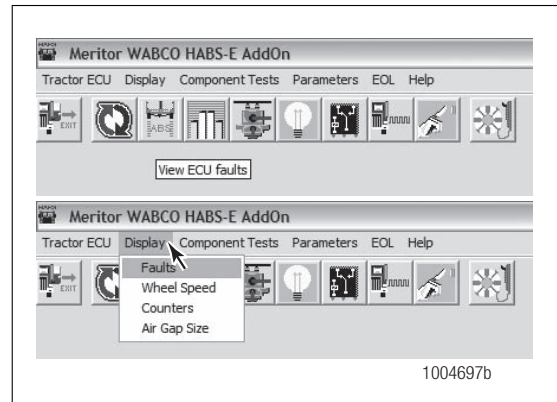 Meritor WABCO HABS-E AddOn
Tractor ECU Display Component Tests Parameters EOL Help
EXIT ABS
View ECU faults
Meritor WABCO HABS-E AddOn
Tractor ECU Display Component Tests Parameters EOL Help
EXIT
Faults
Wheel Speed
Counters
Air Gap Size
1004697b